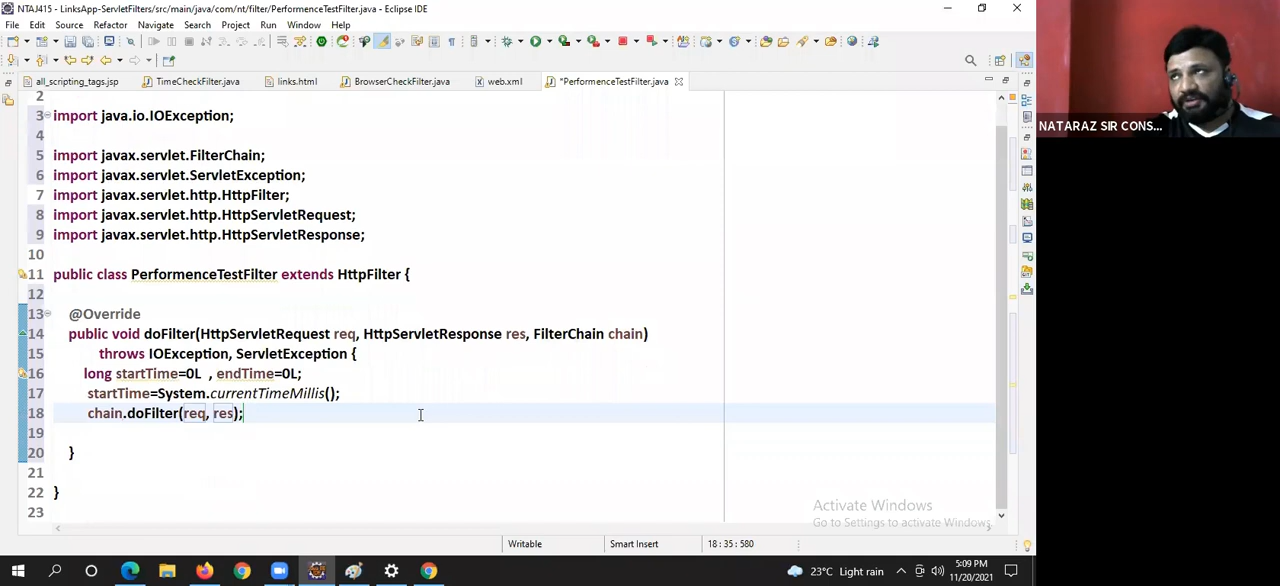 NTAJ415 - LinksApp-ServletFilters/src/main/java/com/nt/filter/PerformenceTestFilter.java - Eclipse IDE
File Edit Source Refactor Navigate Search Project Run Window Help
all_scripting_tags.jsp TimeCheckFilter.java links.html BrowserCheckFilter.java web.xml *PerformenceTestFilter.java
2
3 import java.io.IOException;
4
5 import javax.servlet.FilterChain;
6 import javax.servlet.ServletException;
7 import javax.servlet.http.HttpFilter;
8 import javax.servlet.http.HttpServletRequest;
9 import javax.servlet.http.HttpServletResponse;
10
11 public class PerformenceTestFilter extends HttpFilter {
12
13 @Override
14 public void doFilter(HttpServletRequest req, HttpServletResponse res, FilterChain chain)
15 throws IOException, ServletException {
16 long startTime=0L , endTime=0L;
17 startTime=System.currentTimeMillis();
18 chain.doFilter(req, res);
19
20 }
21
22 }
23
Activate Windows
Go to Settings to activate Windows.
Writable Smart Insert 18 : 35 : 580
23°C Light rain
5:09 PM
11/20/2021
NATARAZ SIR CONS...